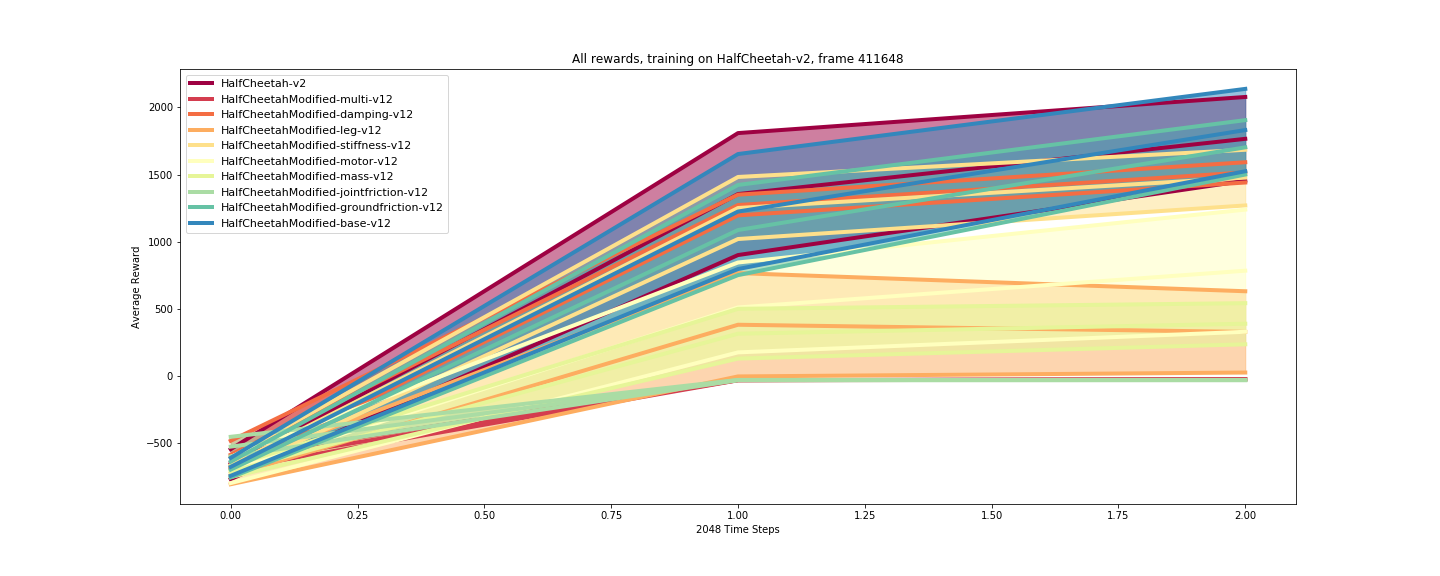 All rewards, training on HalfCheetah-v2, frame 411648
HalfCheetah-v2
HalfCheetahModified-multi-v12
HalfCheetahModified-damping-v12
HalfCheetahModified-leg-v12
HalfCheetahModified-stiffness-v12
HalfCheetahModified-motor-v12
HalfCheetahModified-mass-v12
HalfCheetahModified-jointfriction-v12
HalfCheetahModified-groundfriction-v12
HalfCheetahModified-base-v12
Average Reward
2000
1500
1000
500
0
−500
0.00 0.25 0.50 0.75 1.00 1.25 1.50 1.75 2.00
2048 Time Steps